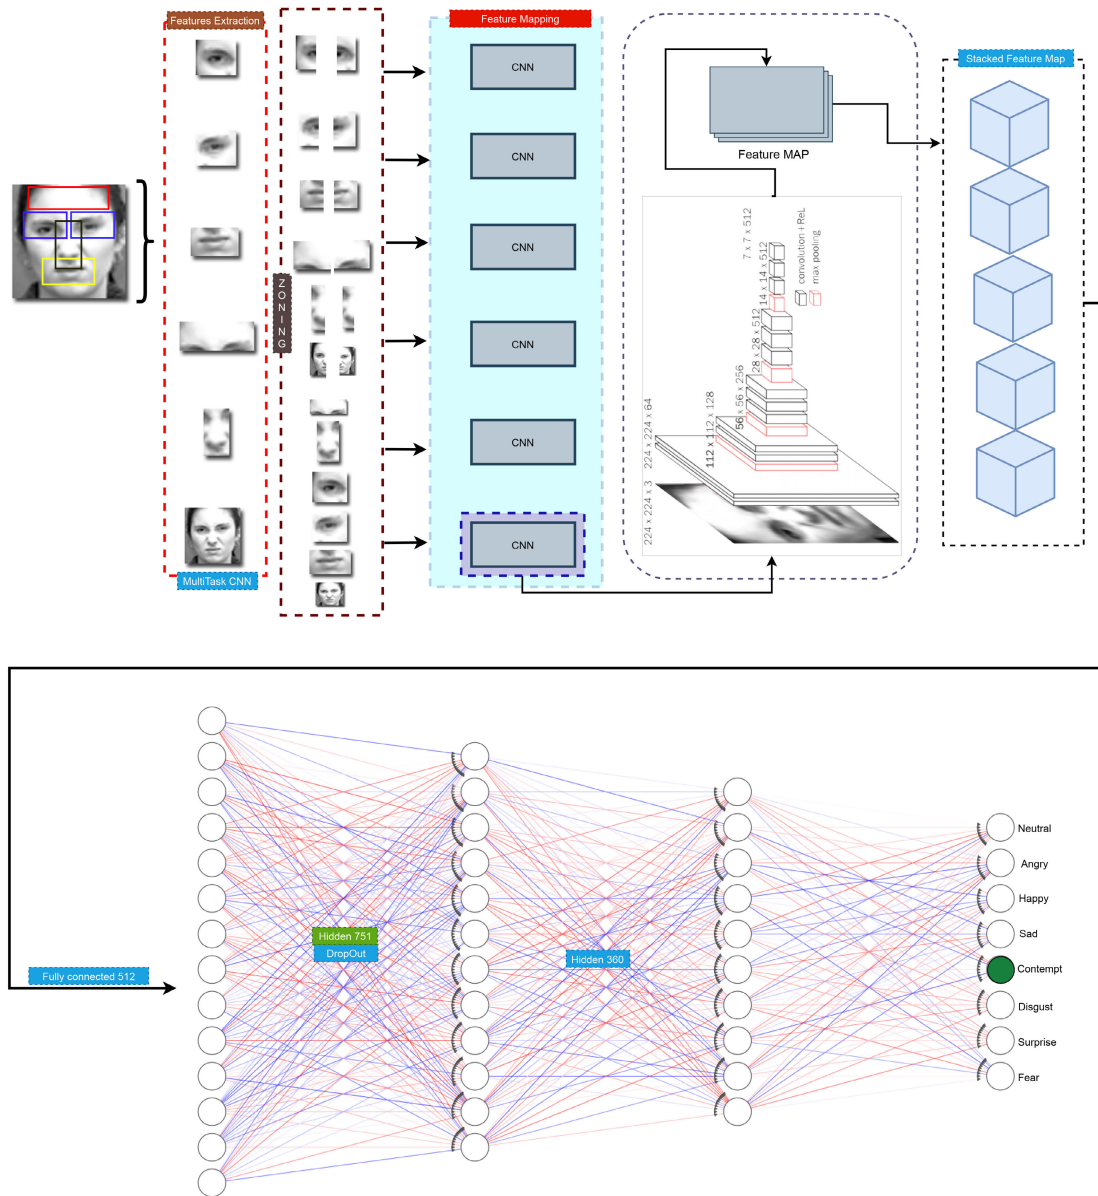 Features Extraction
MultiTask CNN
Z
O
N
I
N
G
Feature Mapping
CNN
CNN
CNN
CNN
CNN
CNN
Feature MAP
224 x 224 x 3
224 x 224 x 64
112 x 112 x 128
56 x 56 x 256
28 x 28 x 512
14 x 14 x 512
7 x 7 x 512
convolution+ReL
max pooling
Stacked Feature Map
Fully connected 512
Hidden 751
DropOut
Hidden 360
Neutral
Angry
Happy
Sad
Contempt
Disgust
Surprise
Fear